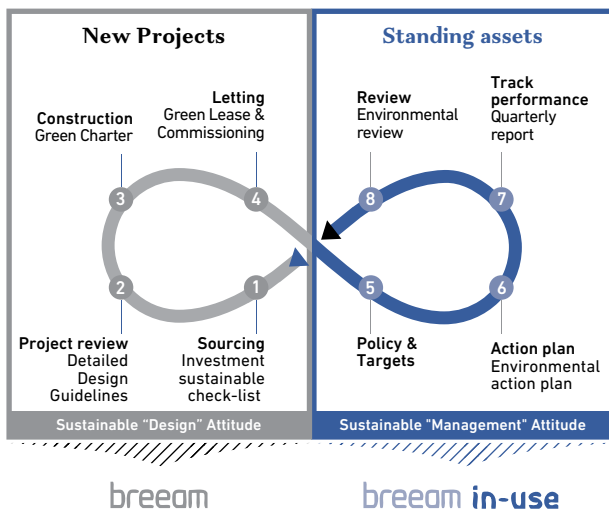 New Projects
Construction
Green Charter
Letting
Green Lease &
Commissioning
3
4
2
1
Project review
Detailed
Design
Guidelines
Sourcing
Investment
sustainable
check-list
Sustainable “Design” Attitude
breeam
Standing assets
Review
Environmental
review
Track
performance
Quarterly
report
8
7
5
6
Policy &
Targets
Action plan
Environmental
action plan
Sustainable "Management" Attitude
breeam in-use